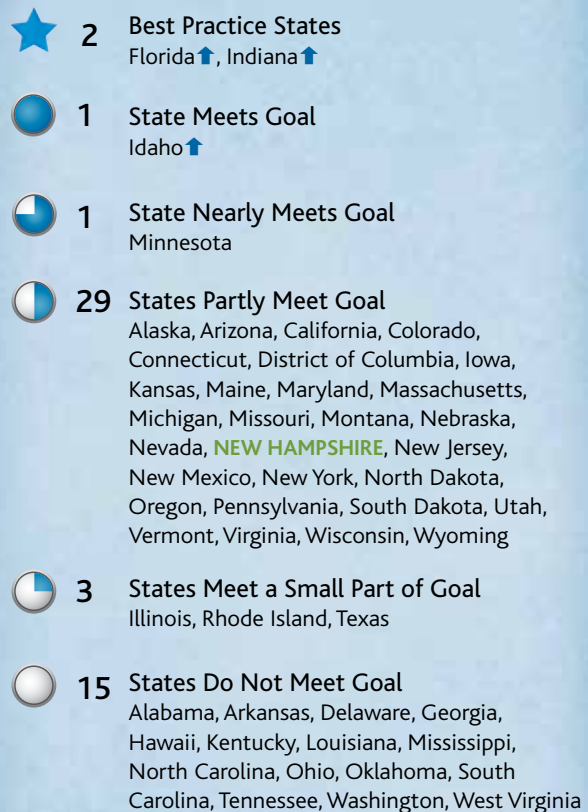 2 Best Practice States
Florida⬆, Indiana⬆
1 State Meets Goal
Idaho⬆
1 State Nearly Meets Goal
Minnesota
29 States Partly Meet Goal
Alaska, Arizona, California, Colorado,
Connecticut, District of Columbia, Iowa,
Kansas, Maine, Maryland, Massachusetts,
Michigan, Missouri, Montana, Nebraska,
Nevada, NEW HAMPSHIRE, New Jersey,
New Mexico, New York, North Dakota,
Oregon, Pennsylvania, South Dakota, Utah,
Vermont, Virginia, Wisconsin, Wyoming
3 States Meet a Small Part of Goal
Illinois, Rhode Island, Texas
15 States Do Not Meet Goal
Alabama, Arkansas, Delaware, Georgia,
Hawaii, Kentucky, Louisiana, Mississippi,
North Carolina, Ohio, Oklahoma, South
Carolina, Tennessee, Washington, West Virginia